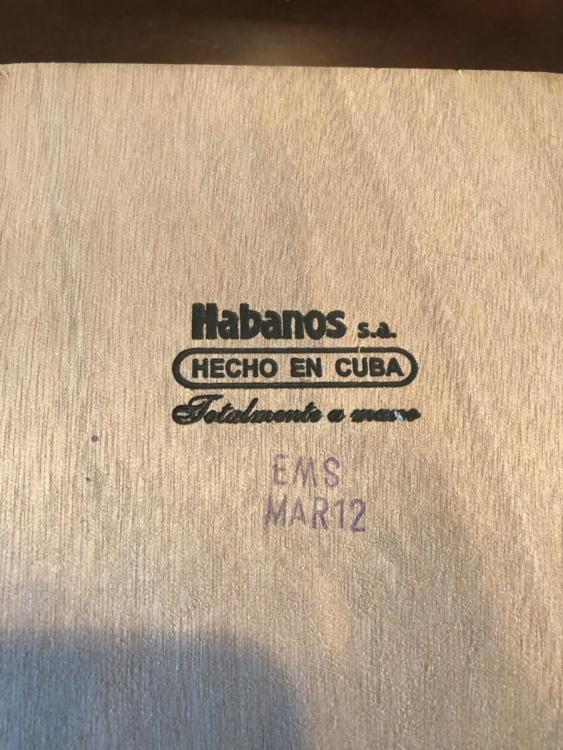 Habanos s.a.
HECHO EN CUBA
Totalmente a mano
EMS
MAR12